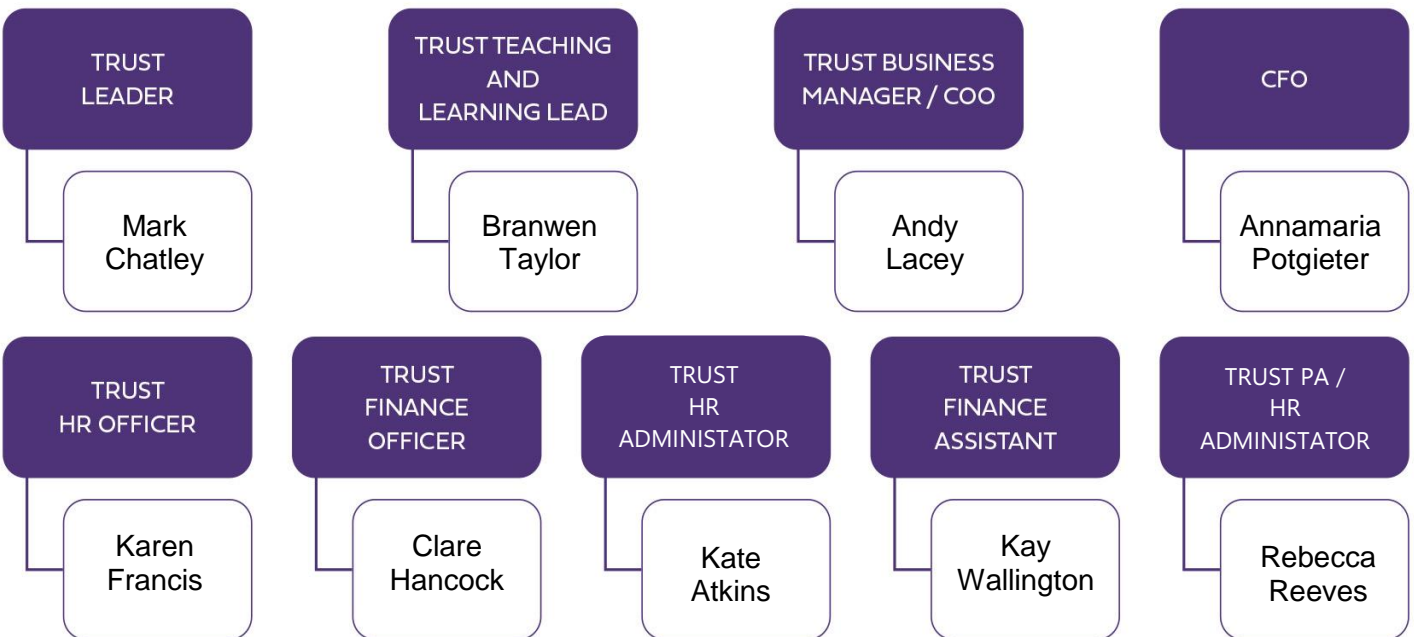 TRUST
LEADER
Mark
Chatley
TRUST TEACHING
AND
LEARNING LEAD
Branwen
Taylor
TRUST BUSINESS
MANAGER / COO
Andy
Lacey
CFO
Annamaria
Potgieter
TRUST
HR OFFICER
Karen
Francis
TRUST
FINANCE
OFFICER
Clare
Hancock
TRUST
HR
ADMINISTATOR
Kate
Atkins
TRUST
FINANCE
ASSISTANT
Kay
Wallington
TRUST PA /
HR
ADMINISTATOR
Rebecca
Reeves